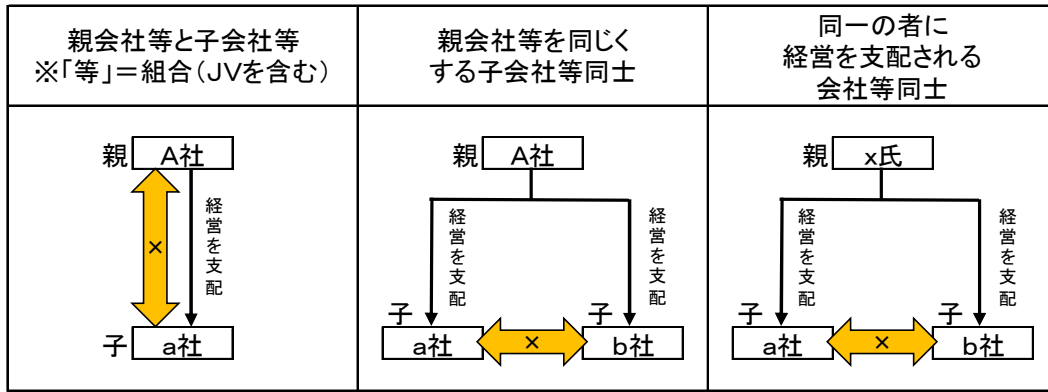 親会社等と子会社等
※「等」＝組合（JVを含む）
親会社等を同じく
する子会社等同士
同一の者に
経営を支配される
会社等同士
親 A社
経営を支配
×
子 a社
親 A社
経営を支配
経営を支配
子
子
a社
×
b社
親 x氏
経営を支配
経営を支配
子
子
a社
×
b社